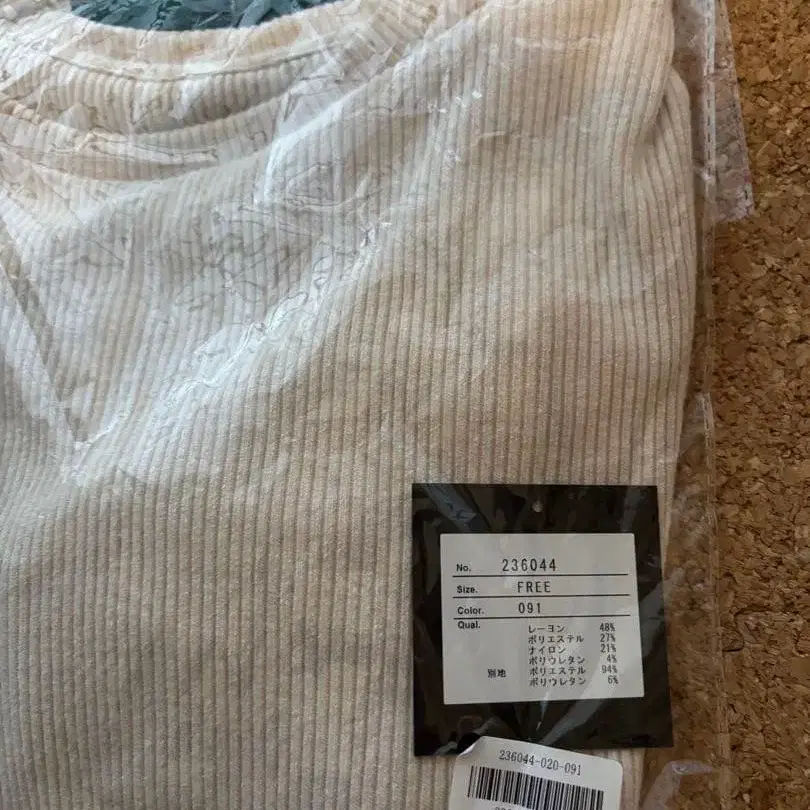 No. 236044
Size. FREE
Color. 091
Qual. レーヨン 48%
ポリエステル 27%
ナイロン 21%
ポリウレタン 4%
別地 ポリエステル 94%
ポリウレタン 6%
236044-020-091